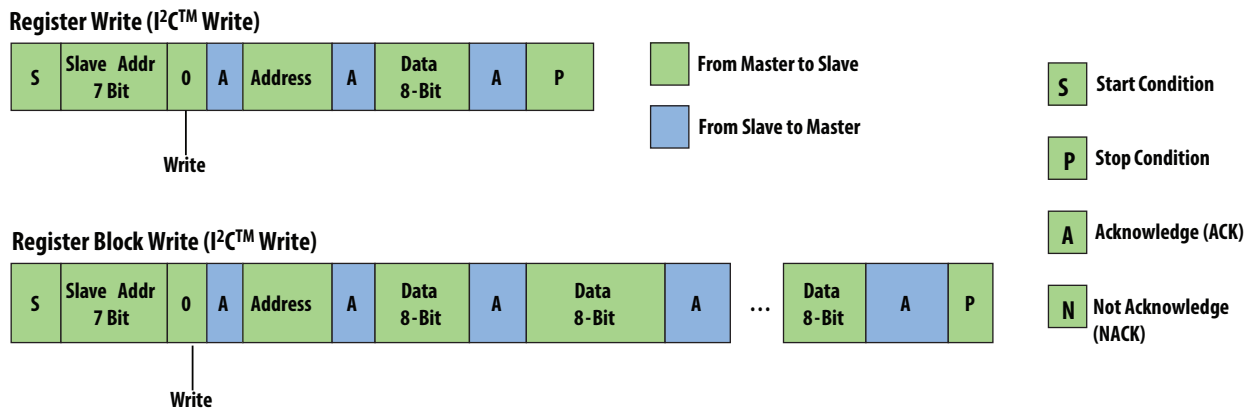 Register Write (I²C™ Write)
S Slave Addr 7 Bit 0 A Address A Data 8-Bit A P
Write
From Master to Slave
From Slave to Master
S Start Condition
P Stop Condition
A Acknowledge (ACK)
N Not Acknowledge
(NACK)
Register Block Write (I²C™ Write)
S Slave Addr 7 Bit 0 A Address A Data 8-Bit A Data 8-Bit A ... Data 8-Bit A P
Write